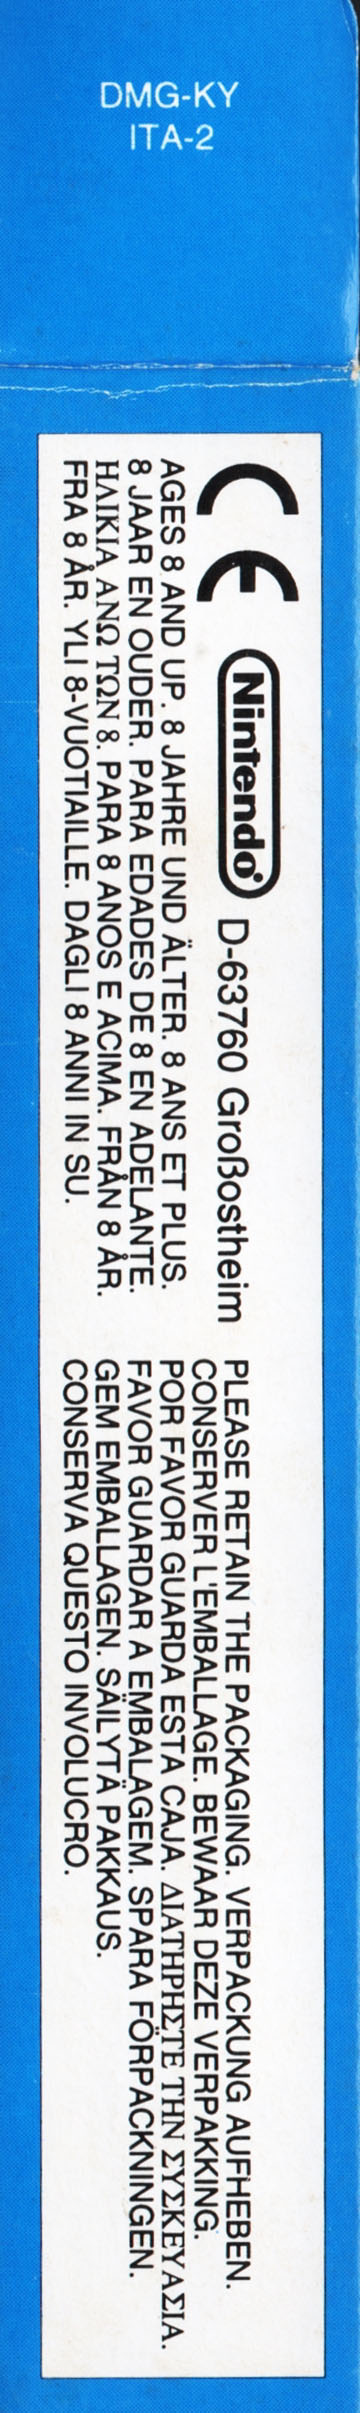 DMG-KY
ITA-2
CE Nintendo® D-63760 Großostheim
AGES 8 AND UP. 8 JAHRE UND ÄLTER. 8 ANS ET PLUS.
8 JAAR EN OUDER. PARA EDADES DE 8 EN ADELANTE.
ΗΛΙΚΙΑ ΑΝΩ ΤΩΝ 8. PARA 8 ANOS E ACIMA. FRÅN 8 ÅR.
FRA 8 ÅR. YLI 8-VUOTIAILLE. DAGLI 8 ANNI IN SU.
PLEASE RETAIN THE PACKAGING. VERPACKUNG AUFHEBEN.
CONSERVER L'EMBALLAGE. BEWAAR DEZE VERPAKKING.
POR FAVOR GUARDA ESTA CAJA. ΔΙΑΤΗΡΗΣΤΕ ΤΗΝ ΣΥΣΚΕΥΑΣΙΑ.
FAVOR GUARDAR A EMBALAGEM. SPARA FÖRPACKNINGEN.
GEM EMBALLAGEN. SÄILYTÄ PAKKAUS.
CONSERVA QUESTO INVOLUCRO.